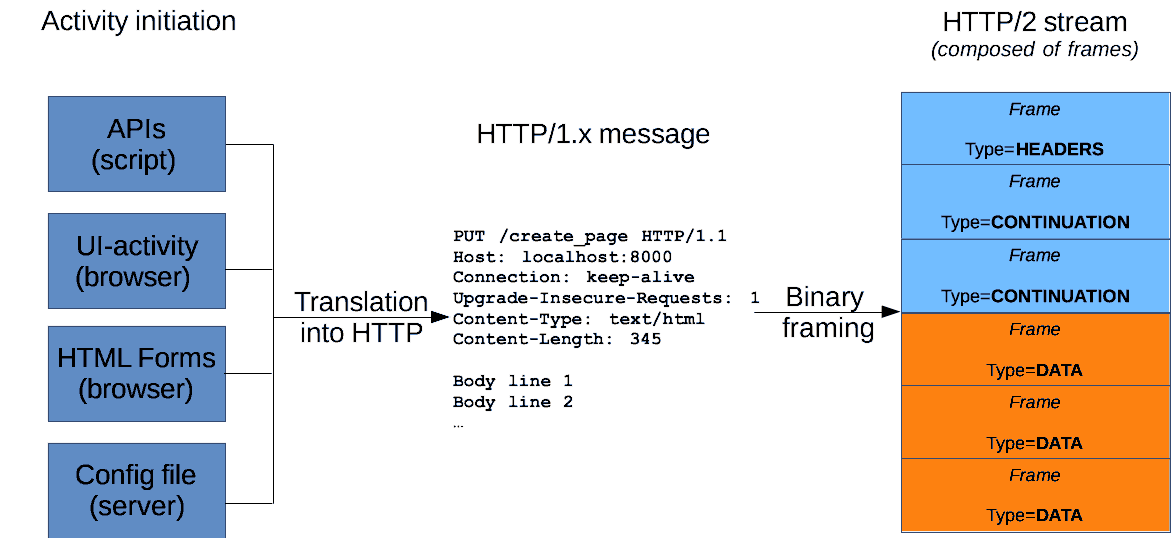 Activity initiation
APIs
(script)
UI-activity
(browser)
HTML Forms
(browser)
Config file
(server)
Translation
into HTTP
HTTP/1.x message
PUT /create_page HTTP/1.1
Host: localhost:8000
Connection: keep-alive
Upgrade-Insecure-Requests: 1
Content-Type: text/html
Content-Length: 345
Body line 1
Body line 2
…
Binary
framing
HTTP/2 stream
(composed of frames)
Frame
Type=HEADERS
Frame
Type=CONTINUATION
Frame
Type=CONTINUATION
Frame
Type=DATA
Frame
Type=DATA
Frame
Type=DATA